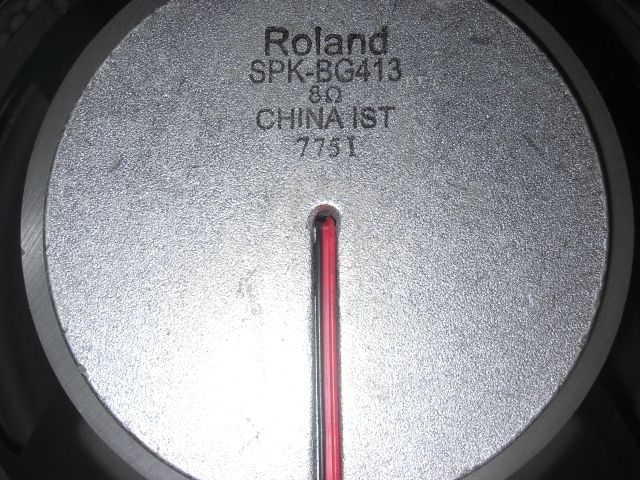 Roland
SPK-BG413
8Ω
CHINA IST
7751